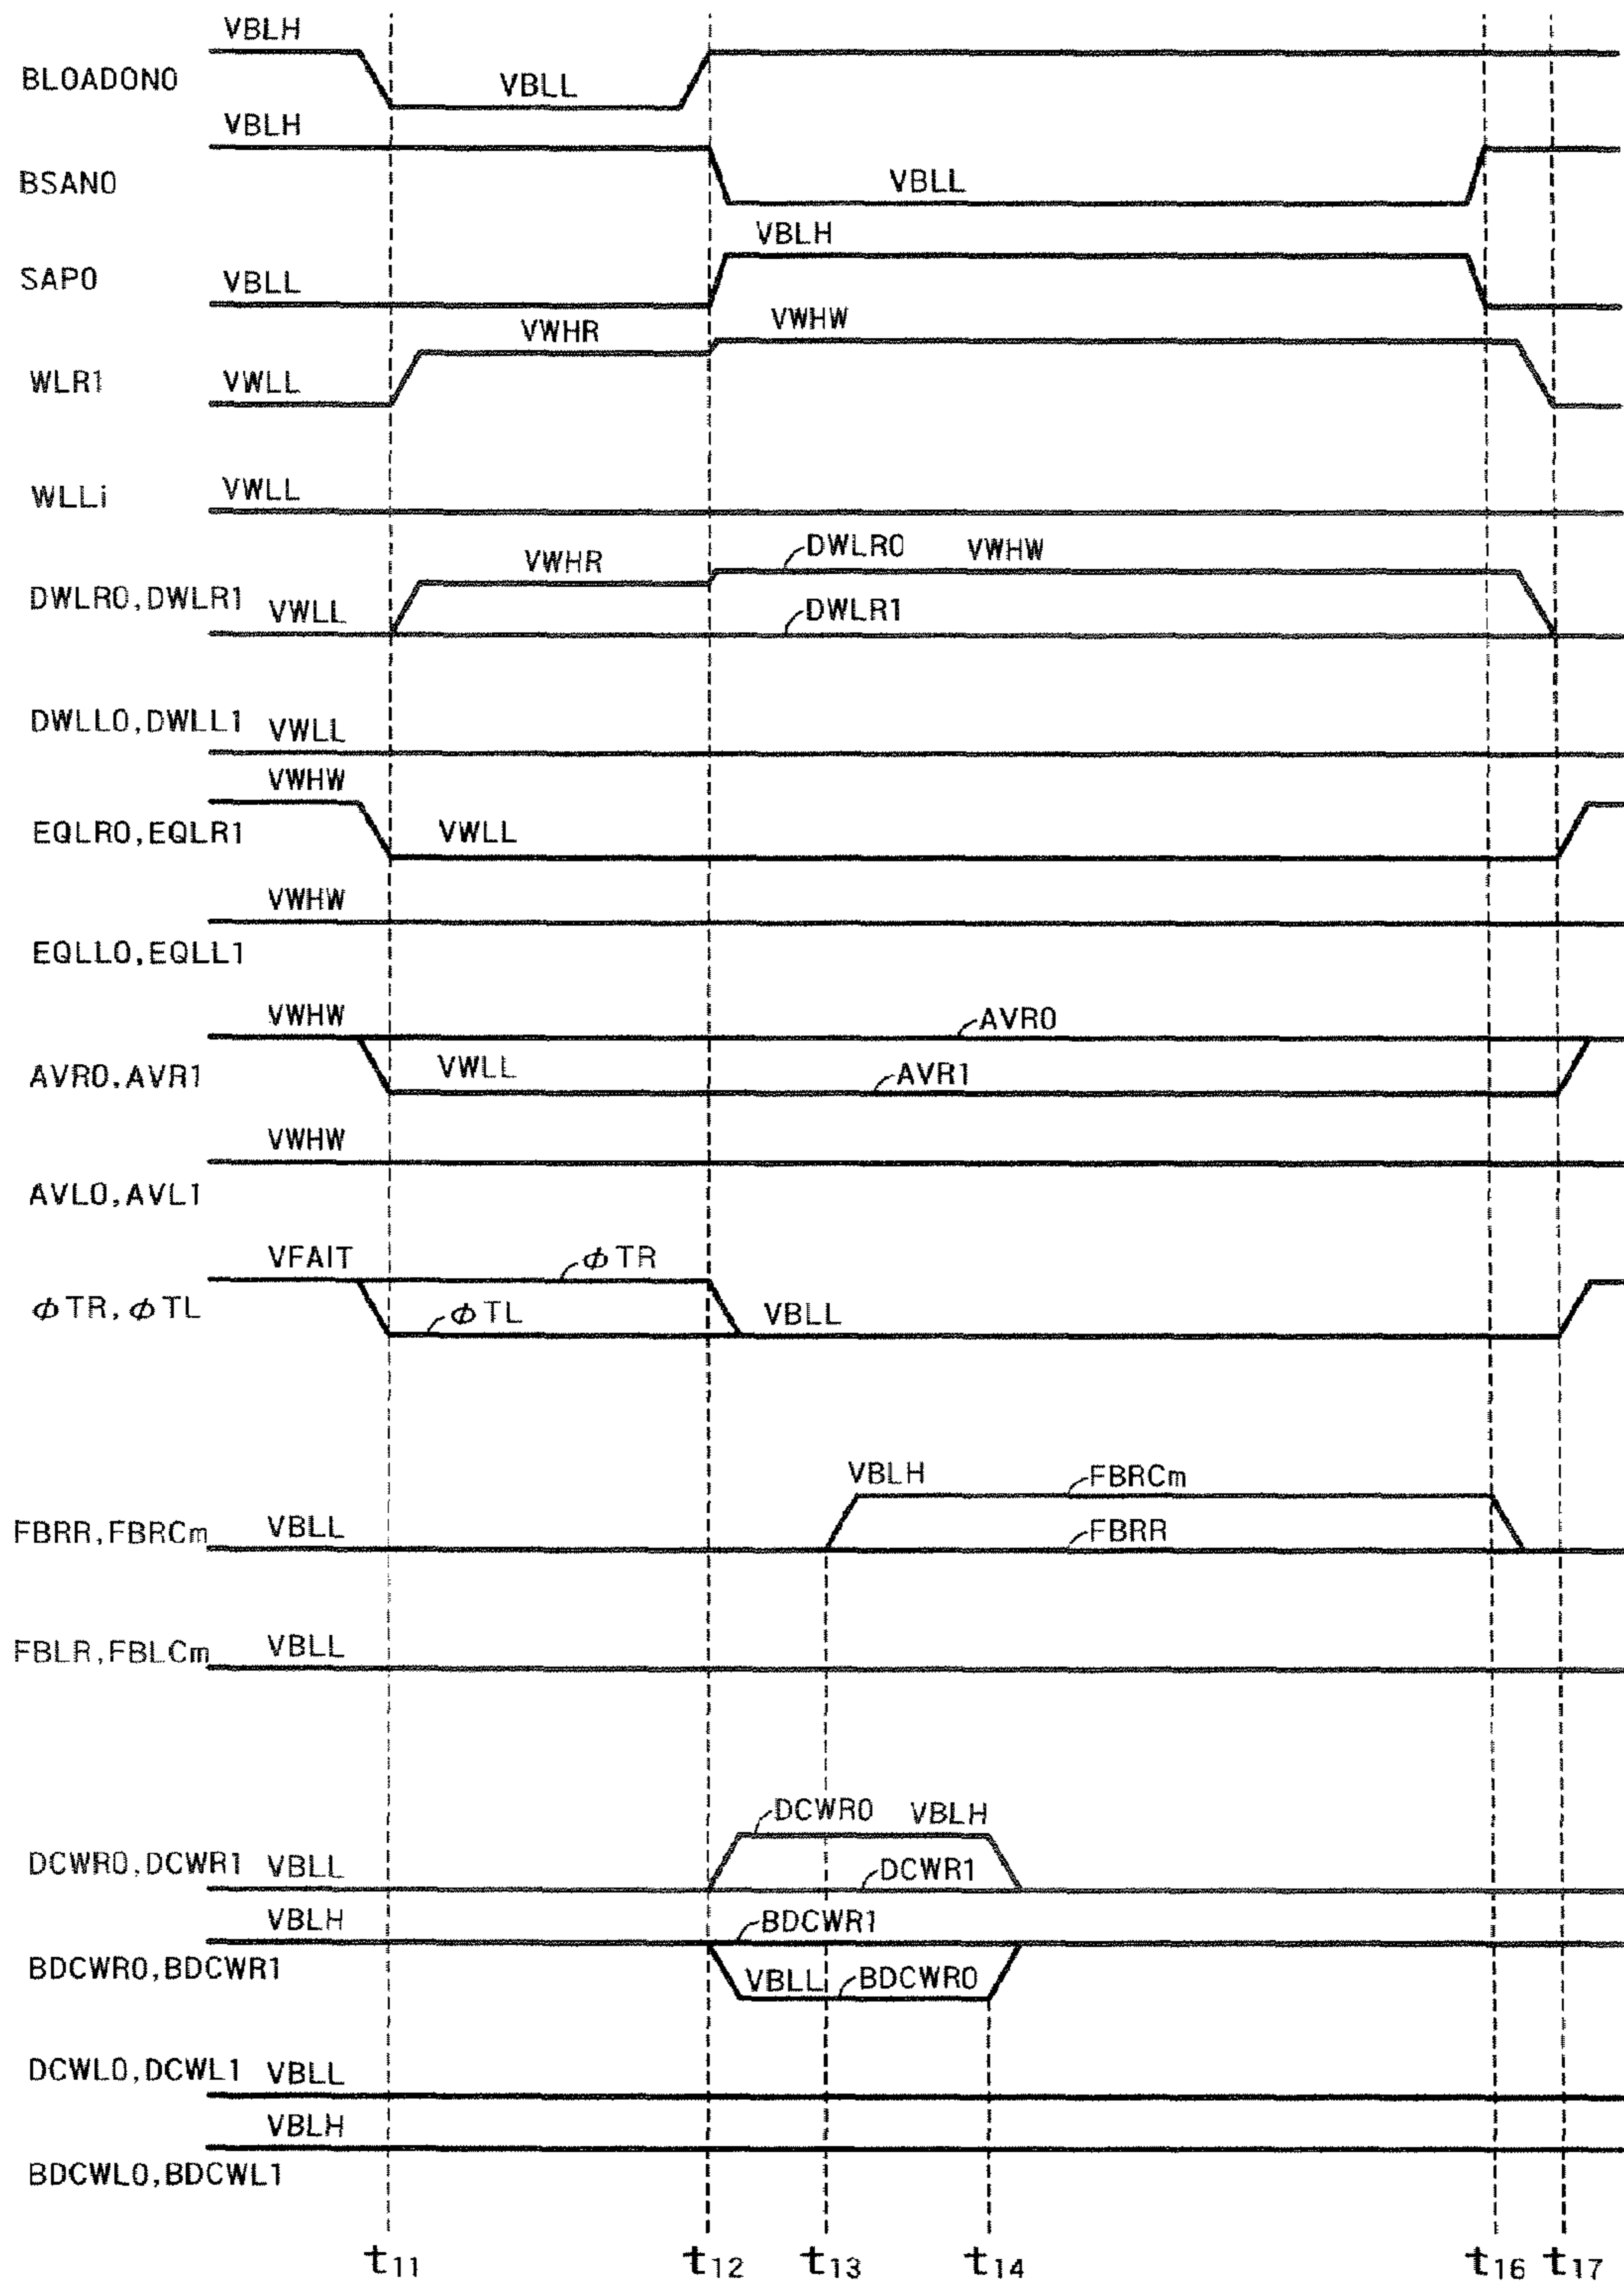 VBLH
BLOADON0 VBLL
VBLH
BSAN0 VBLL
VBLH
SAP0 VBLL
VWHR VWHW
WLR1 VWLL
WLLi VWLL
VWHR DWLR0 VWHW
DWLR0,DWLR1 VWLL DWLR1
DWLL0,DWLL1 VWLL
VWHW
EQLR0,EQLR1 VWLL
VWHW
EQLL0,EQLL1
VWHW AVR0
AVR0,AVR1 VWLL AVR1
VWHW
AVL0,AVL1
VFAIT ϕTR
ϕTR,ϕTL ϕTL VBLL
VBLH FBRCm
FBRR,FBRCm VBLL FBRR
FBLR,FBLCm VBLL
DCWR0 VBLH
DCWR0,DCWR1 VBLL DCWR1
VBLH BDCWR1
BDCWR0,BDCWR1 VBLL BDCWR0
DCWL0,DCWL1 VBLL
VBLH
BDCWL0,BDCWL1
t11 t12 t13 t14 t16 t17